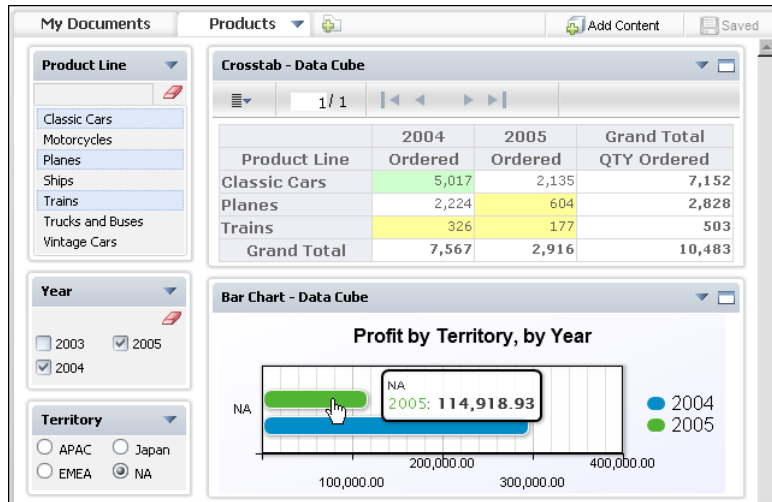 My Documents
Products
Add Content
Saved
Product Line
Classic Cars
Motorcycles
Planes
Ships
Trains
Trucks and Buses
Vintage Cars
Year
2003
2005
2004
Territory
APAC
Japan
EMEA
NA
Crosstab - Data Cube
1/ 1
2004 2005 Grand Total
Product Line Ordered Ordered QTY Ordered
Classic Cars 5,017 2,135 7,152
Planes 2,224 604 2,828
Trains 326 177 503
Grand Total 7,567 2,916 10,483
Bar Chart - Data Cube
Profit by Territory, by Year
NA
NA
2005: 114,918.93
2004
2005
200,000.00 400,000.00
100,000.00 300,000.00